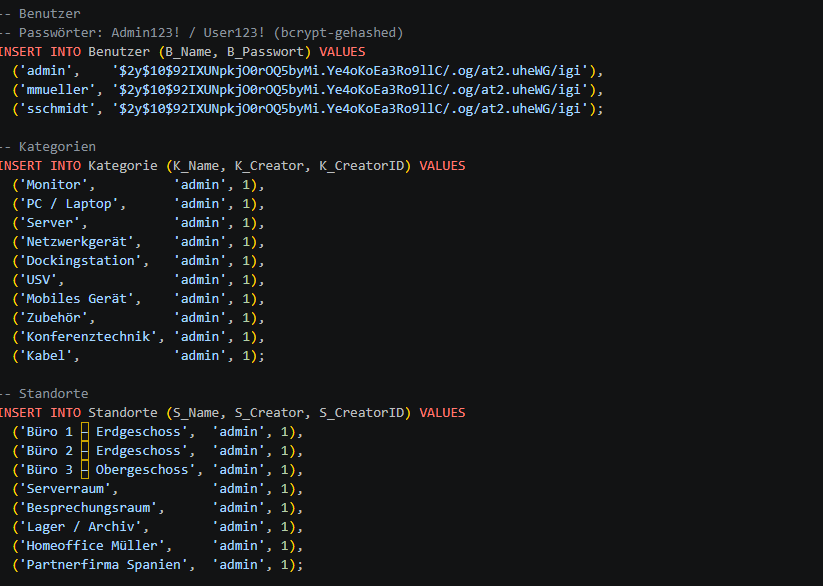 -- Benutzer
-- Passwörter: Admin123! / User123! (bcrypt-gehashed)
INSERT INTO Benutzer (B_Name, B_Passwort) VALUES
('admin', '$2y$10$92IXUNpkjO0rOQ5byMi.Ye4oKoEa3Ro9llC/.og/at2.uheWG/igi'),
('mmueller', '$2y$10$92IXUNpkjO0rOQ5byMi.Ye4oKoEa3Ro9llC/.og/at2.uheWG/igi'),
('sschmidt', '$2y$10$92IXUNpkjO0rOQ5byMi.Ye4oKoEa3Ro9llC/.og/at2.uheWG/igi');
-- Kategorien
INSERT INTO Kategorie (K_Name, K_Creator, K_CreatorID) VALUES
('Monitor', 'admin', 1),
('PC / Laptop', 'admin', 1),
('Server', 'admin', 1),
('Netzwerkgerät', 'admin', 1),
('Dockingstation', 'admin', 1),
('USV', 'admin', 1),
('Mobiles Gerät', 'admin', 1),
('Zubehör', 'admin', 1),
('Konferenztechnik', 'admin', 1),
('Kabel', 'admin', 1);
-- Standorte
INSERT INTO Standorte (S_Name, S_Creator, S_CreatorID) VALUES
('Büro 1 – Erdgeschoss', 'admin', 1),
('Büro 2 – Erdgeschoss', 'admin', 1),
('Büro 3 – Obergeschoss', 'admin', 1),
('Serverraum', 'admin', 1),
('Besprechungsraum', 'admin', 1),
('Lager / Archiv', 'admin', 1),
('Homeoffice Müller', 'admin', 1),
('Partnerfirma Spanien', 'admin', 1);